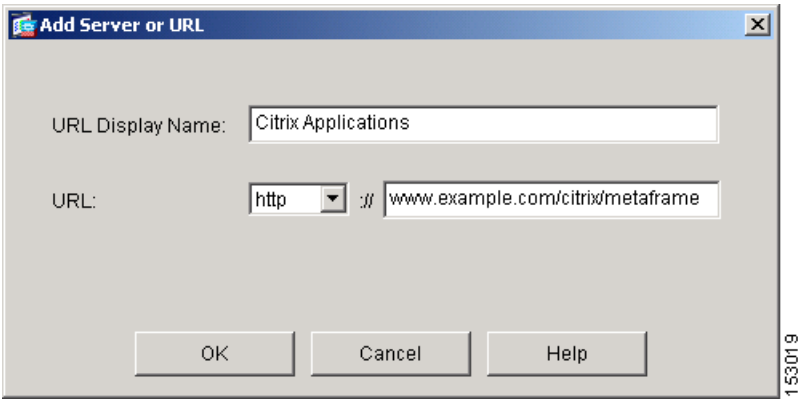 Add Server or URL
URL Display Name: Citrix Applications
URL: http :// www.example.com/citrix/metaframe
OK Cancel Help
153019